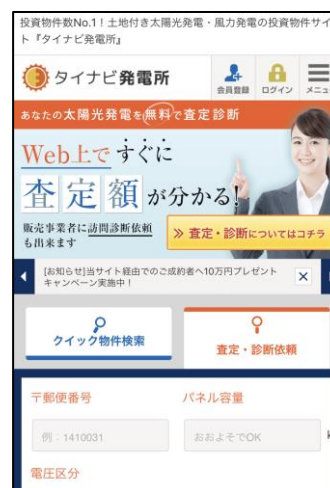 投資物件数No.1！土地付き太陽光発電・風力発電の投資物件サイ
ト『タイナビ発電所』
タイナビ発電所
会員登録 ログイン メニュ
あなたの太陽光発電を無料で査定診断
Web上ですぐに
査定額が分かる!
販売事業者に訪問診断依頼
も出来ます
» 査定・診断についてはコチラ
[お知らせ]当サイト経由でのご成約者へ10万円プレゼント
キャンペーン実施中！
クイック物件検索
査定・診断依頼
〒郵便番号 パネル容量
例：1410031 おおよそでOK k
電圧区分